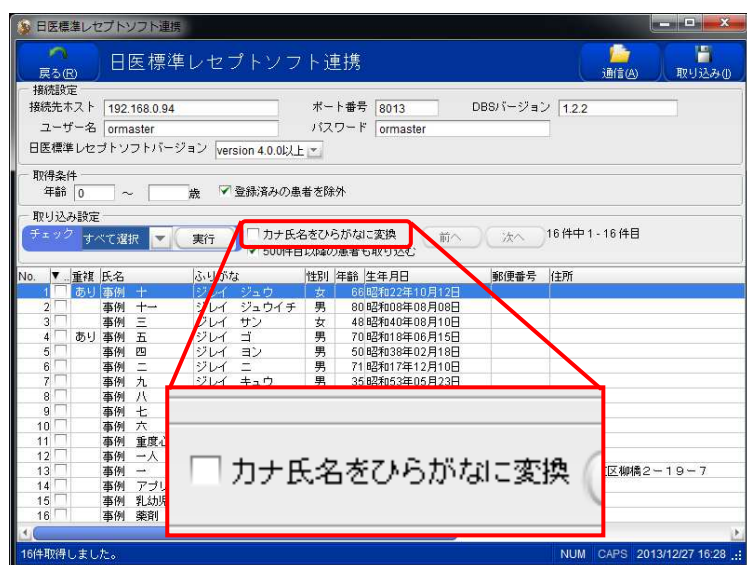 日医標準レセプトソフト連携
戻る(R) 日医標準レセプトソフト連携 通信(A) 取り込み(I)
接続設定
接続先ホスト 192.168.0.94 ポート番号 8013 DBSバージョン 1.2.2
ユーザー名 ormaster パスワード ormaster
日医標準レセプトソフトバージョン version 4.0.0以上
取得条件
年齢 0 ～ 歳 登録済みの患者を除外
取り込み設定
チェック すべて選択 実行 カナ氏名をひらがなに変換 前へ 次へ 16件中1-16件目
500件目以降の患者も取り込む
No. ▼.. 重複 氏名 ふりがな 性別 年齢 生年月日 郵便番号 住所
1 あり 事例 十 ジレイ ジュウ 女 66 昭和22年10月12日
2 事例 十一 ジレイ ジュウイチ 男 80 昭和08年08月08日
3 事例 三 ジレイ サン 女 48 昭和40年08月10日
4 あり 事例 五 ジレイ ゴ 男 70 昭和18年06月15日
5 事例 四 ジレイ ヨン 男 50 昭和38年02月18日
6 事例 二 ジレイ ニ 男 71 昭和17年12月10日
7 事例 九 ジレイ キュウ 男 35 昭和53年05月23日
8 事例 八
9 事例 七
10 事例 六
11 事例 重度
12 事例 一人
13 事例 一 区柳橋2－19－7
14 事例 アプリ
15 事例 乳幼児
16 事例 薬剤
カナ氏名をひらがなに変換
16件取得しました。 NUM CAPS 2013/12/27 16:28